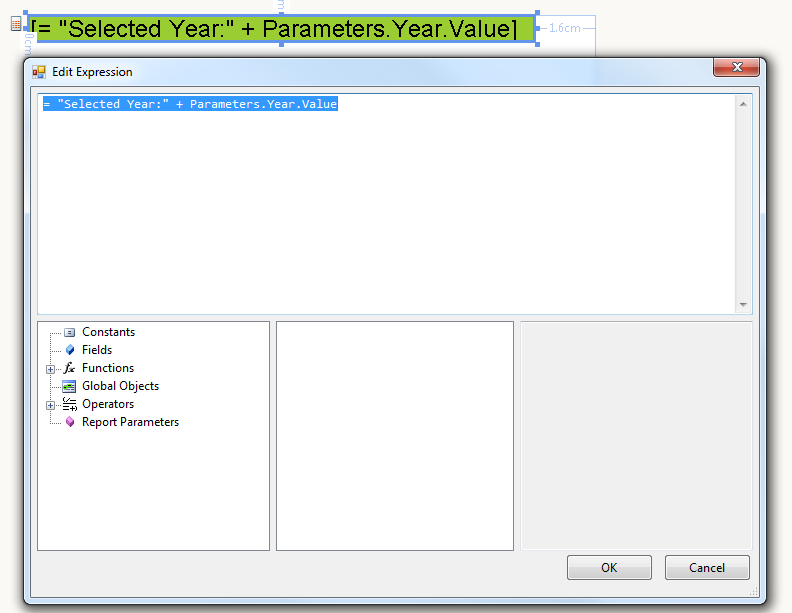 [= "Selected Year:" + Parameters.Year.Value]
1.6cm
Edit Expression
= "Selected Year:" + Parameters.Year.Value
Constants
Fields
Functions
Global Objects
Operators
Report Parameters
OK
Cancel